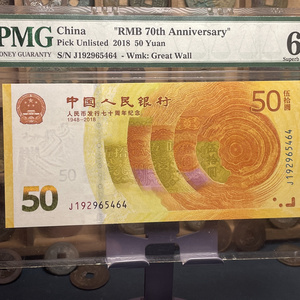 PMG
MONEY GUARANTY
China "RMB 70th Anniversary"
Pick Unlisted 2018 50 Yuan
S/N J192965464 - Wmk: Great Wall
6
Superb
中国人民银行
人民币发行七十周年纪念
1948-2018
50
伍拾圆
50
J192965464
J192965464